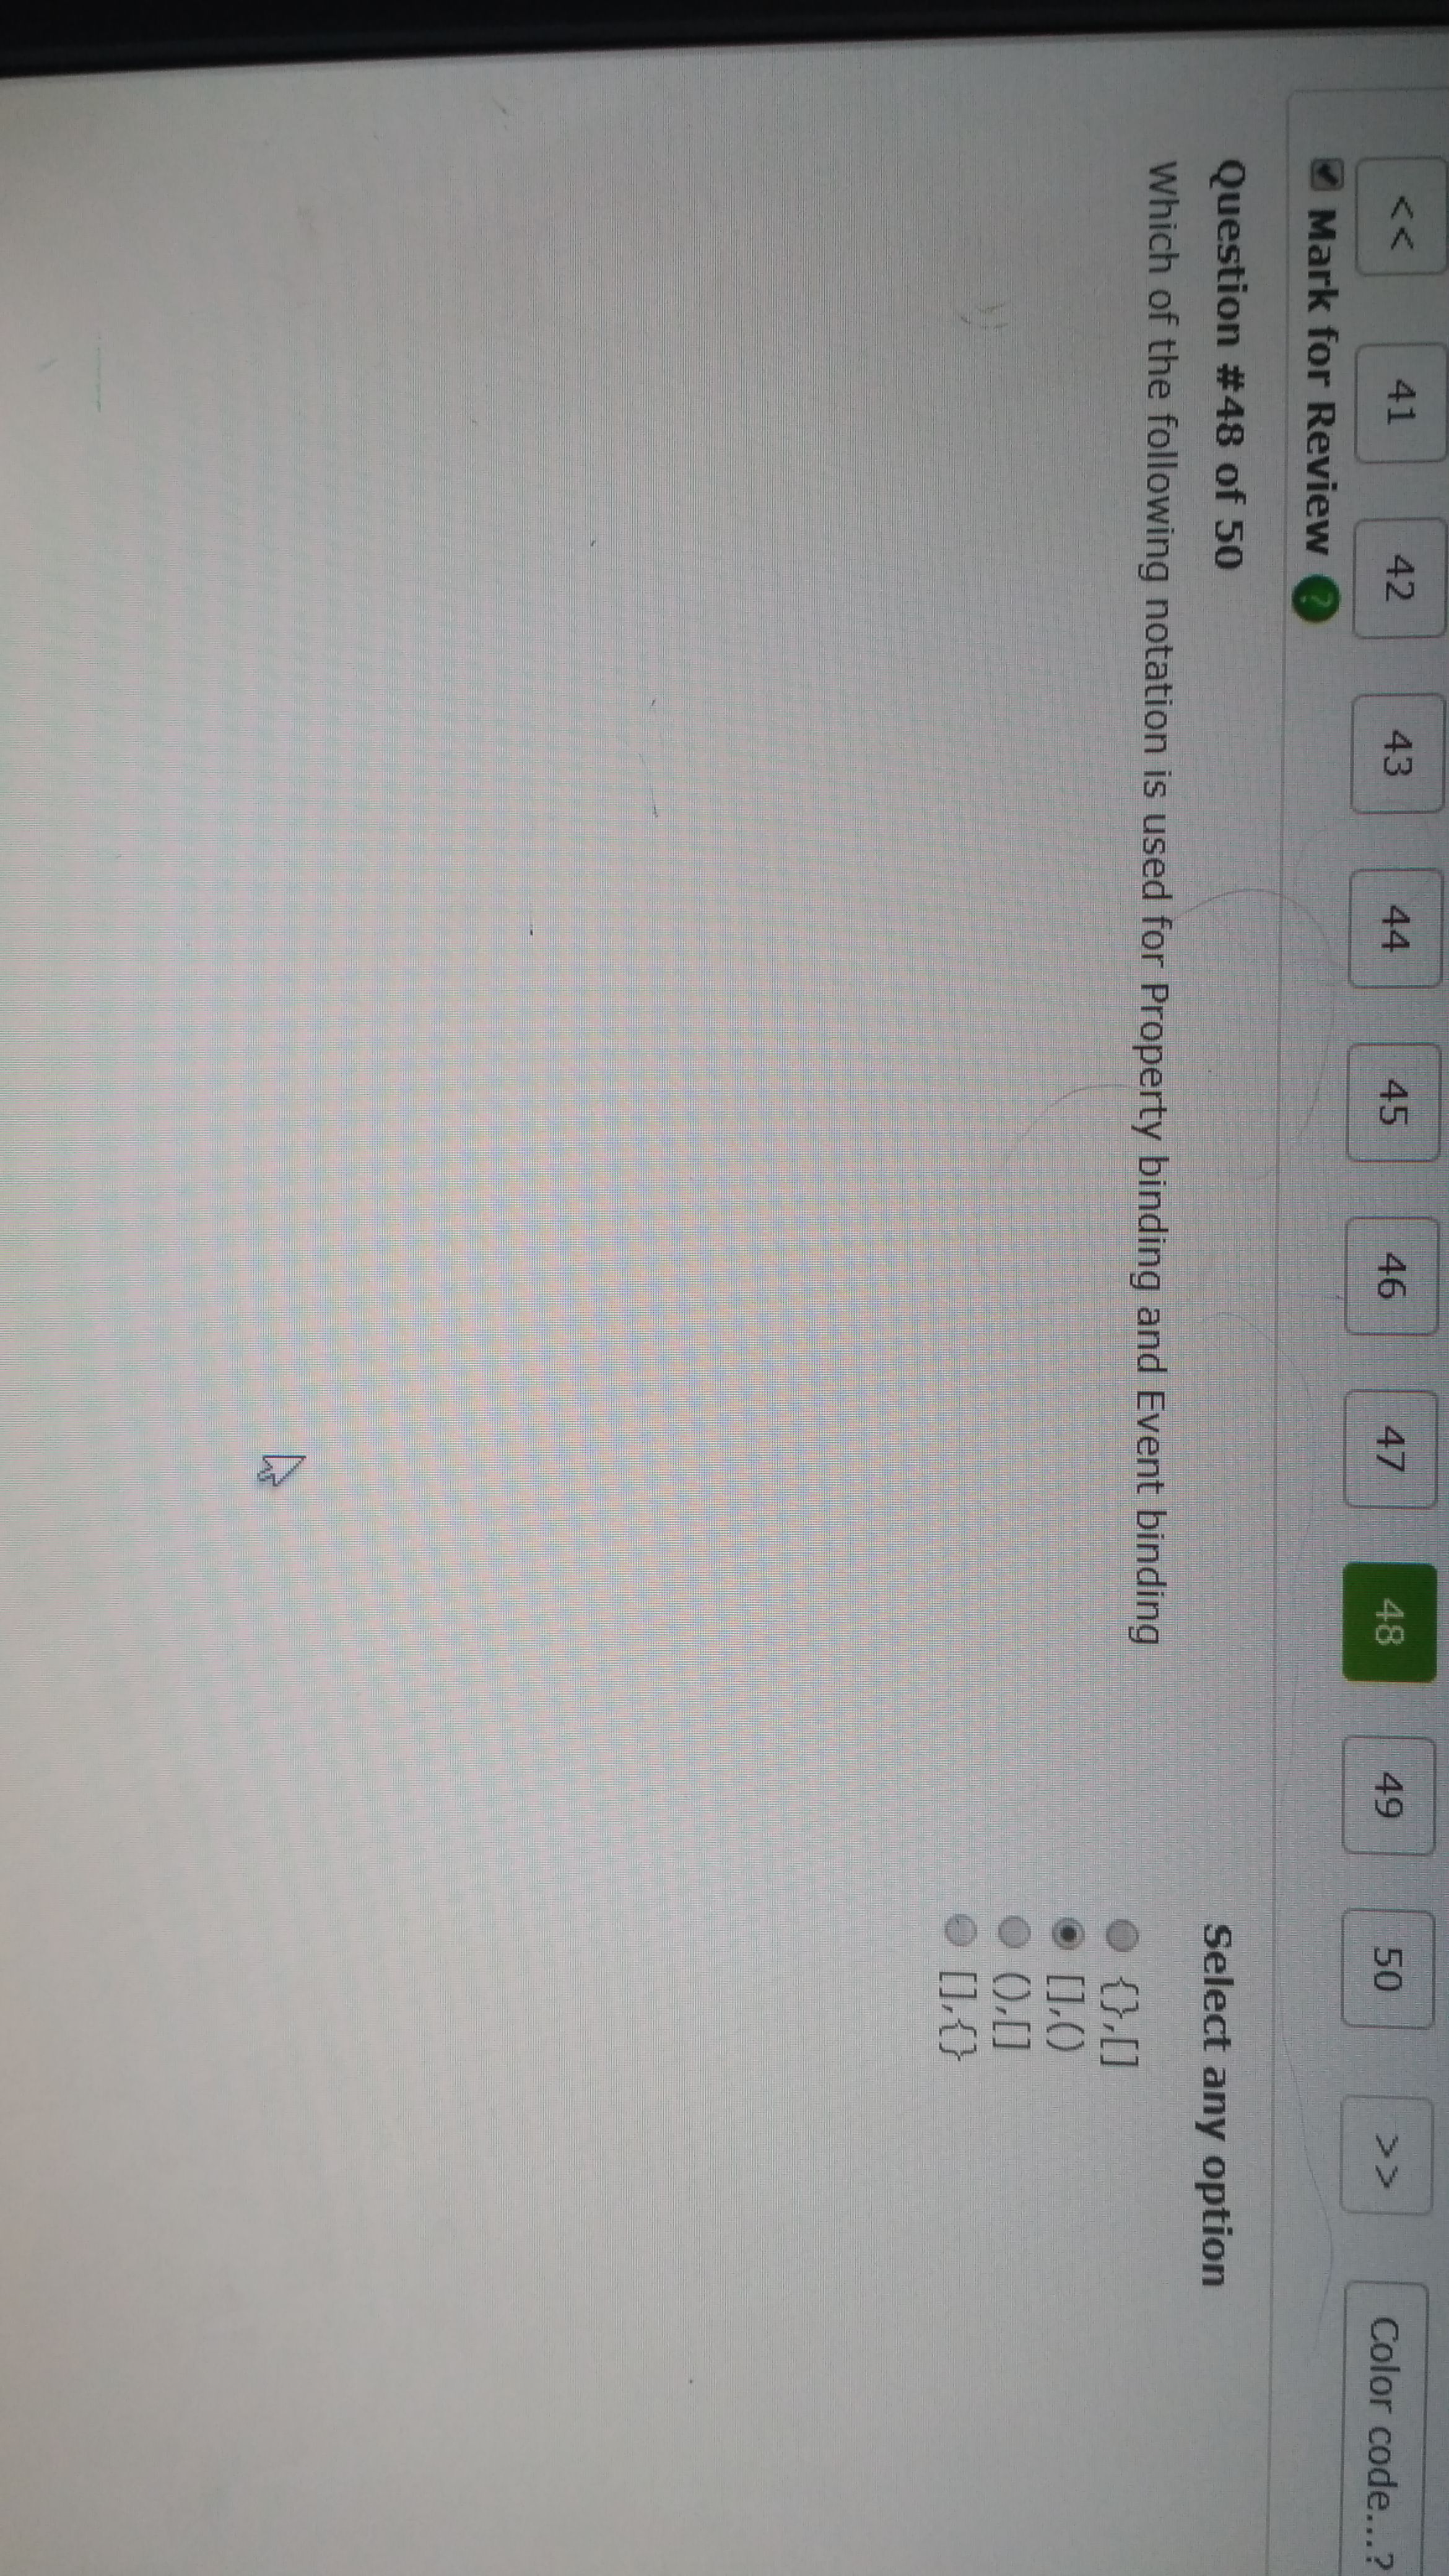 << 41 42 43 44 45 46 47 48 49 50 >> Color code...?
Mark for Review ?
Question #48 of 50
Select any option
Which of the following notation is used for Property binding and Event binding
{},[]
[],()
(),[]
[],{}